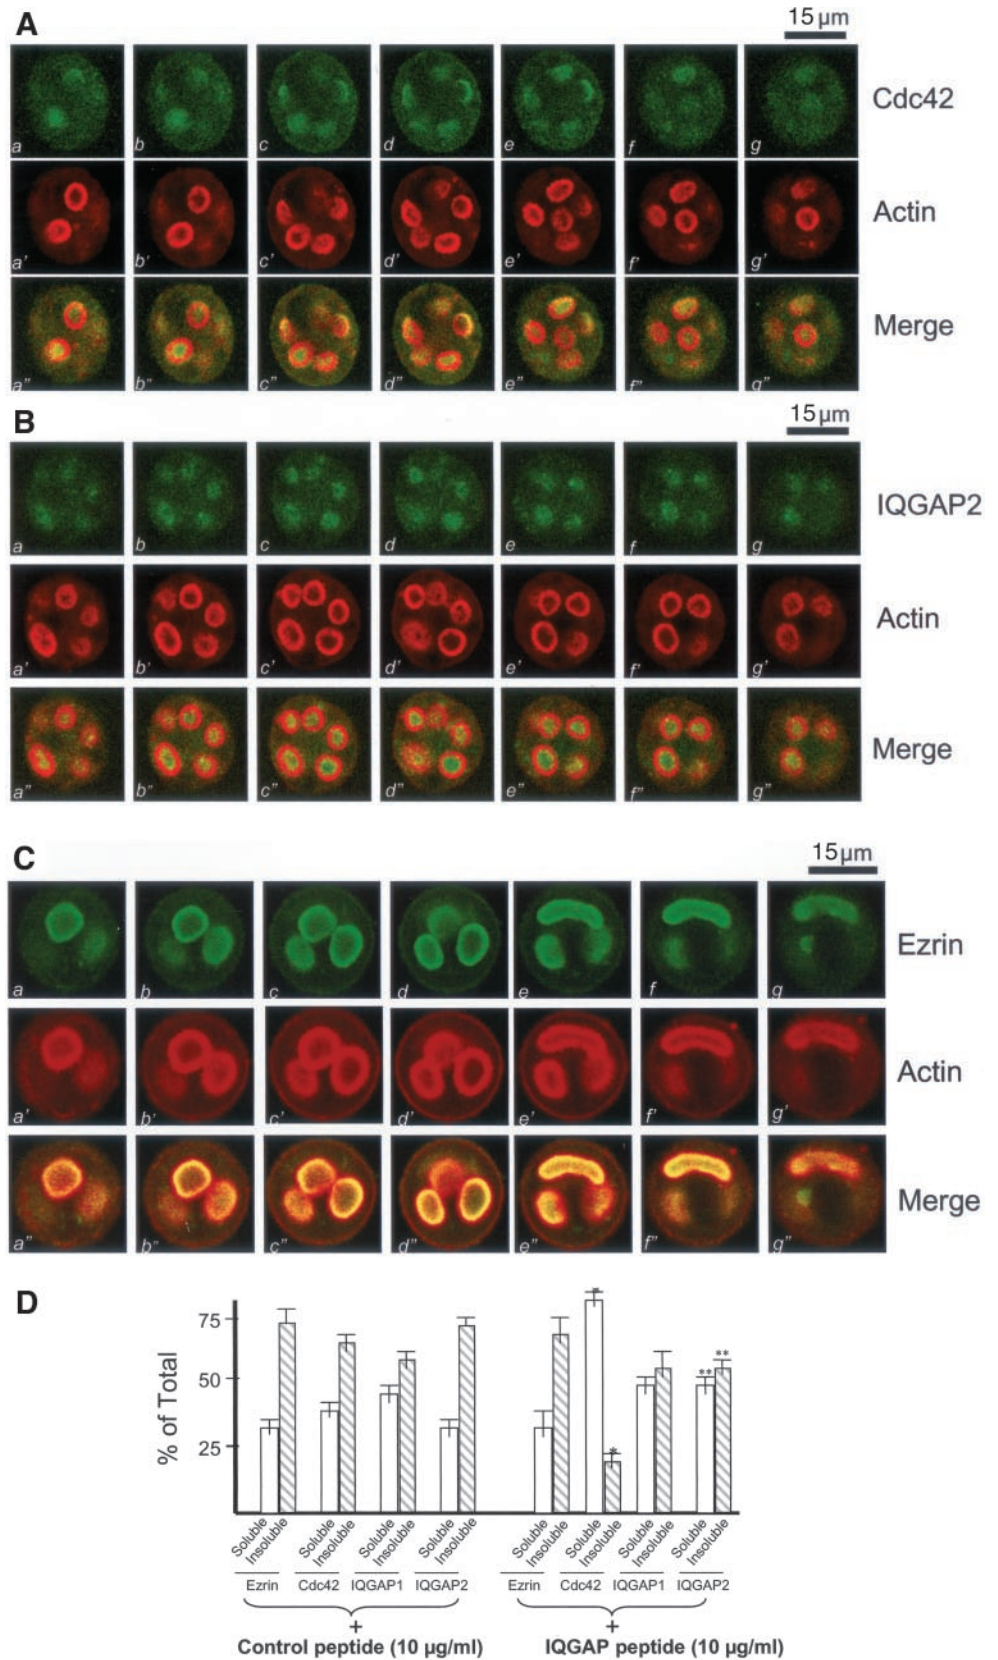 A
15 μm
Cdc42
a b c d e f g
Actin
a' b' c' d' e' f' g'
Merge
a" b" c" d" e" f" g"
B
15 μm
IQGAP2
a b c d e f g
Actin
a' b' c' d' e' f' g'
Merge
a" b" c" d" e" f" g"
C
15 μm
Ezrin
a b c d e f g
Actin
a' b' c' d' e' f' g'
Merge
a" b" c" d" e" f" g"
D
% of Total
75
50
25
* * ** **
Soluble Insoluble Soluble Insoluble Soluble Insoluble Soluble Insoluble Soluble Insoluble Soluble Insoluble Soluble Insoluble Soluble Insoluble
Ezrin Cdc42 IQGAP1 IQGAP2 Ezrin Cdc42 IQGAP1 IQGAP2
+ +
Control peptide (10 μg/ml) IQGAP peptide (10 μg/ml)